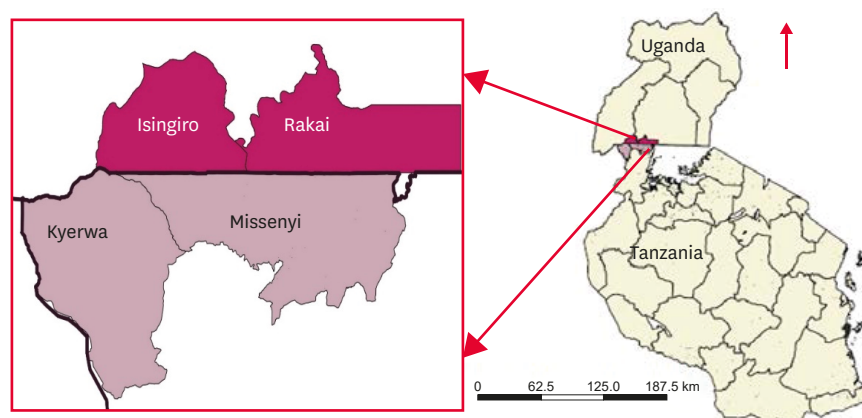 Uganda
Isingiro
Rakai
Kyerwa
Missenyi
Tanzania
0 62.5 125.0 187.5 km